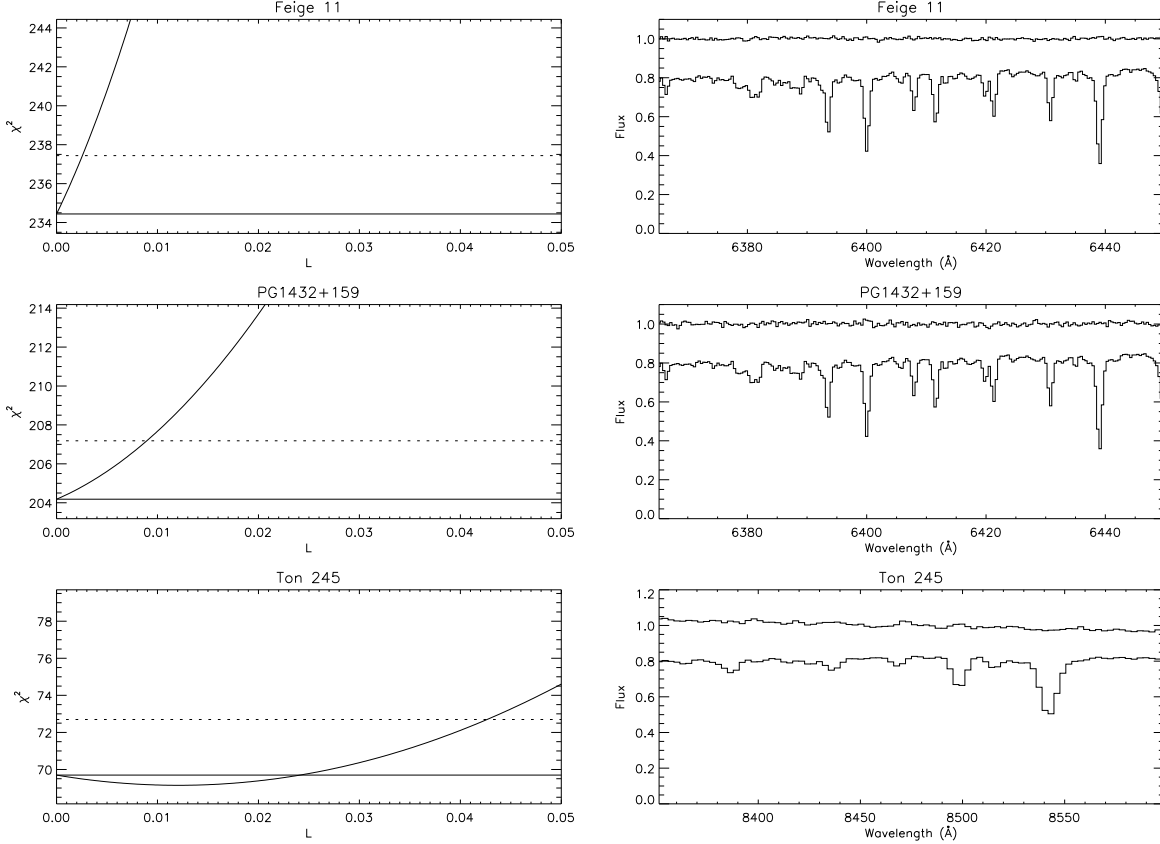 Feige 11
χ²
244
242
240
238
236
234
0.00 0.01 0.02 0.03 0.04 0.05
L
Feige 11
Flux
1.0
0.8
0.6
0.4
0.2
0.0
6380 6400 6420 6440
Wavelength (Å)
PG1432+159
χ²
214
212
210
208
206
204
0.00 0.01 0.02 0.03 0.04 0.05
L
PG1432+159
Flux
1.0
0.8
0.6
0.4
0.2
0.0
6380 6400 6420 6440
Wavelength (Å)
Ton 245
χ²
78
76
74
72
70
0.00 0.01 0.02 0.03 0.04 0.05
L
Ton 245
Flux
1.2
1.0
0.8
0.6
0.4
0.2
0.0
8400 8450 8500 8550
Wavelength (Å)